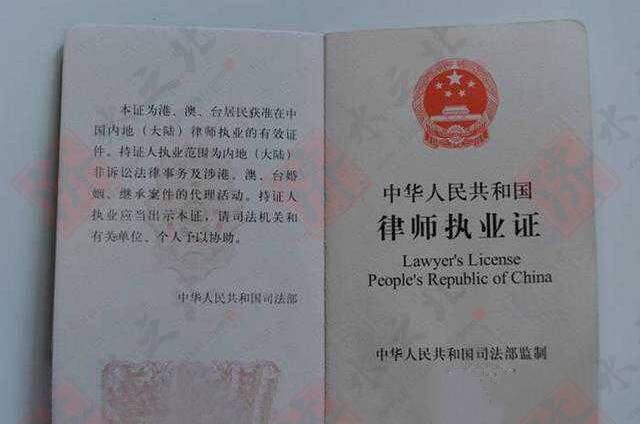 本证为港、澳、台居民获准在中
国内地（大陆）律师执业的有效证
件。持证人执业范围为内地（大陆）
非诉讼法律事务及涉港、澳、台婚
姻、继承案件的代理活动。持证人
执业应当出示本证，请司法机关和
有关单位、个人予以协助。
中华人民共和国司法部
中华人民共和国
律师执业证
Lawyer's License
People's Republic of China
中华人民共和国司法部监制